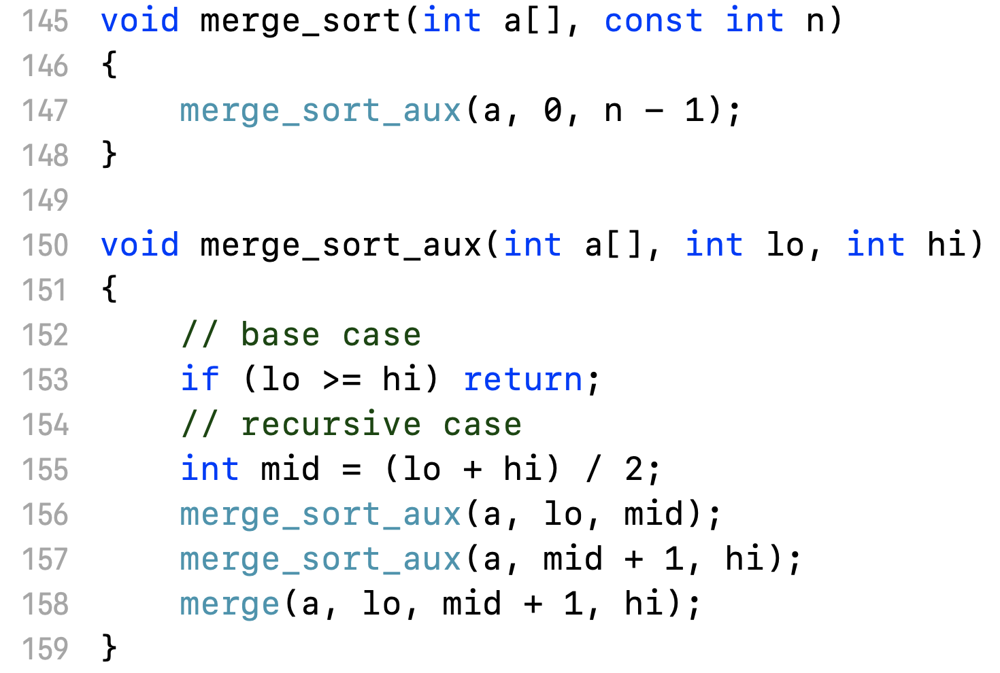 145 void merge_sort(int a[], const int n)
146 {
147     merge_sort_aux(a, 0, n - 1);
148 }
149
150 void merge_sort_aux(int a[], int lo, int hi)
151 {
152     // base case
153     if (lo >= hi) return;
154     // recursive case
155     int mid = (lo + hi) / 2;
156     merge_sort_aux(a, lo, mid);
157     merge_sort_aux(a, mid + 1, hi);
158     merge(a, lo, mid + 1, hi);
159 }